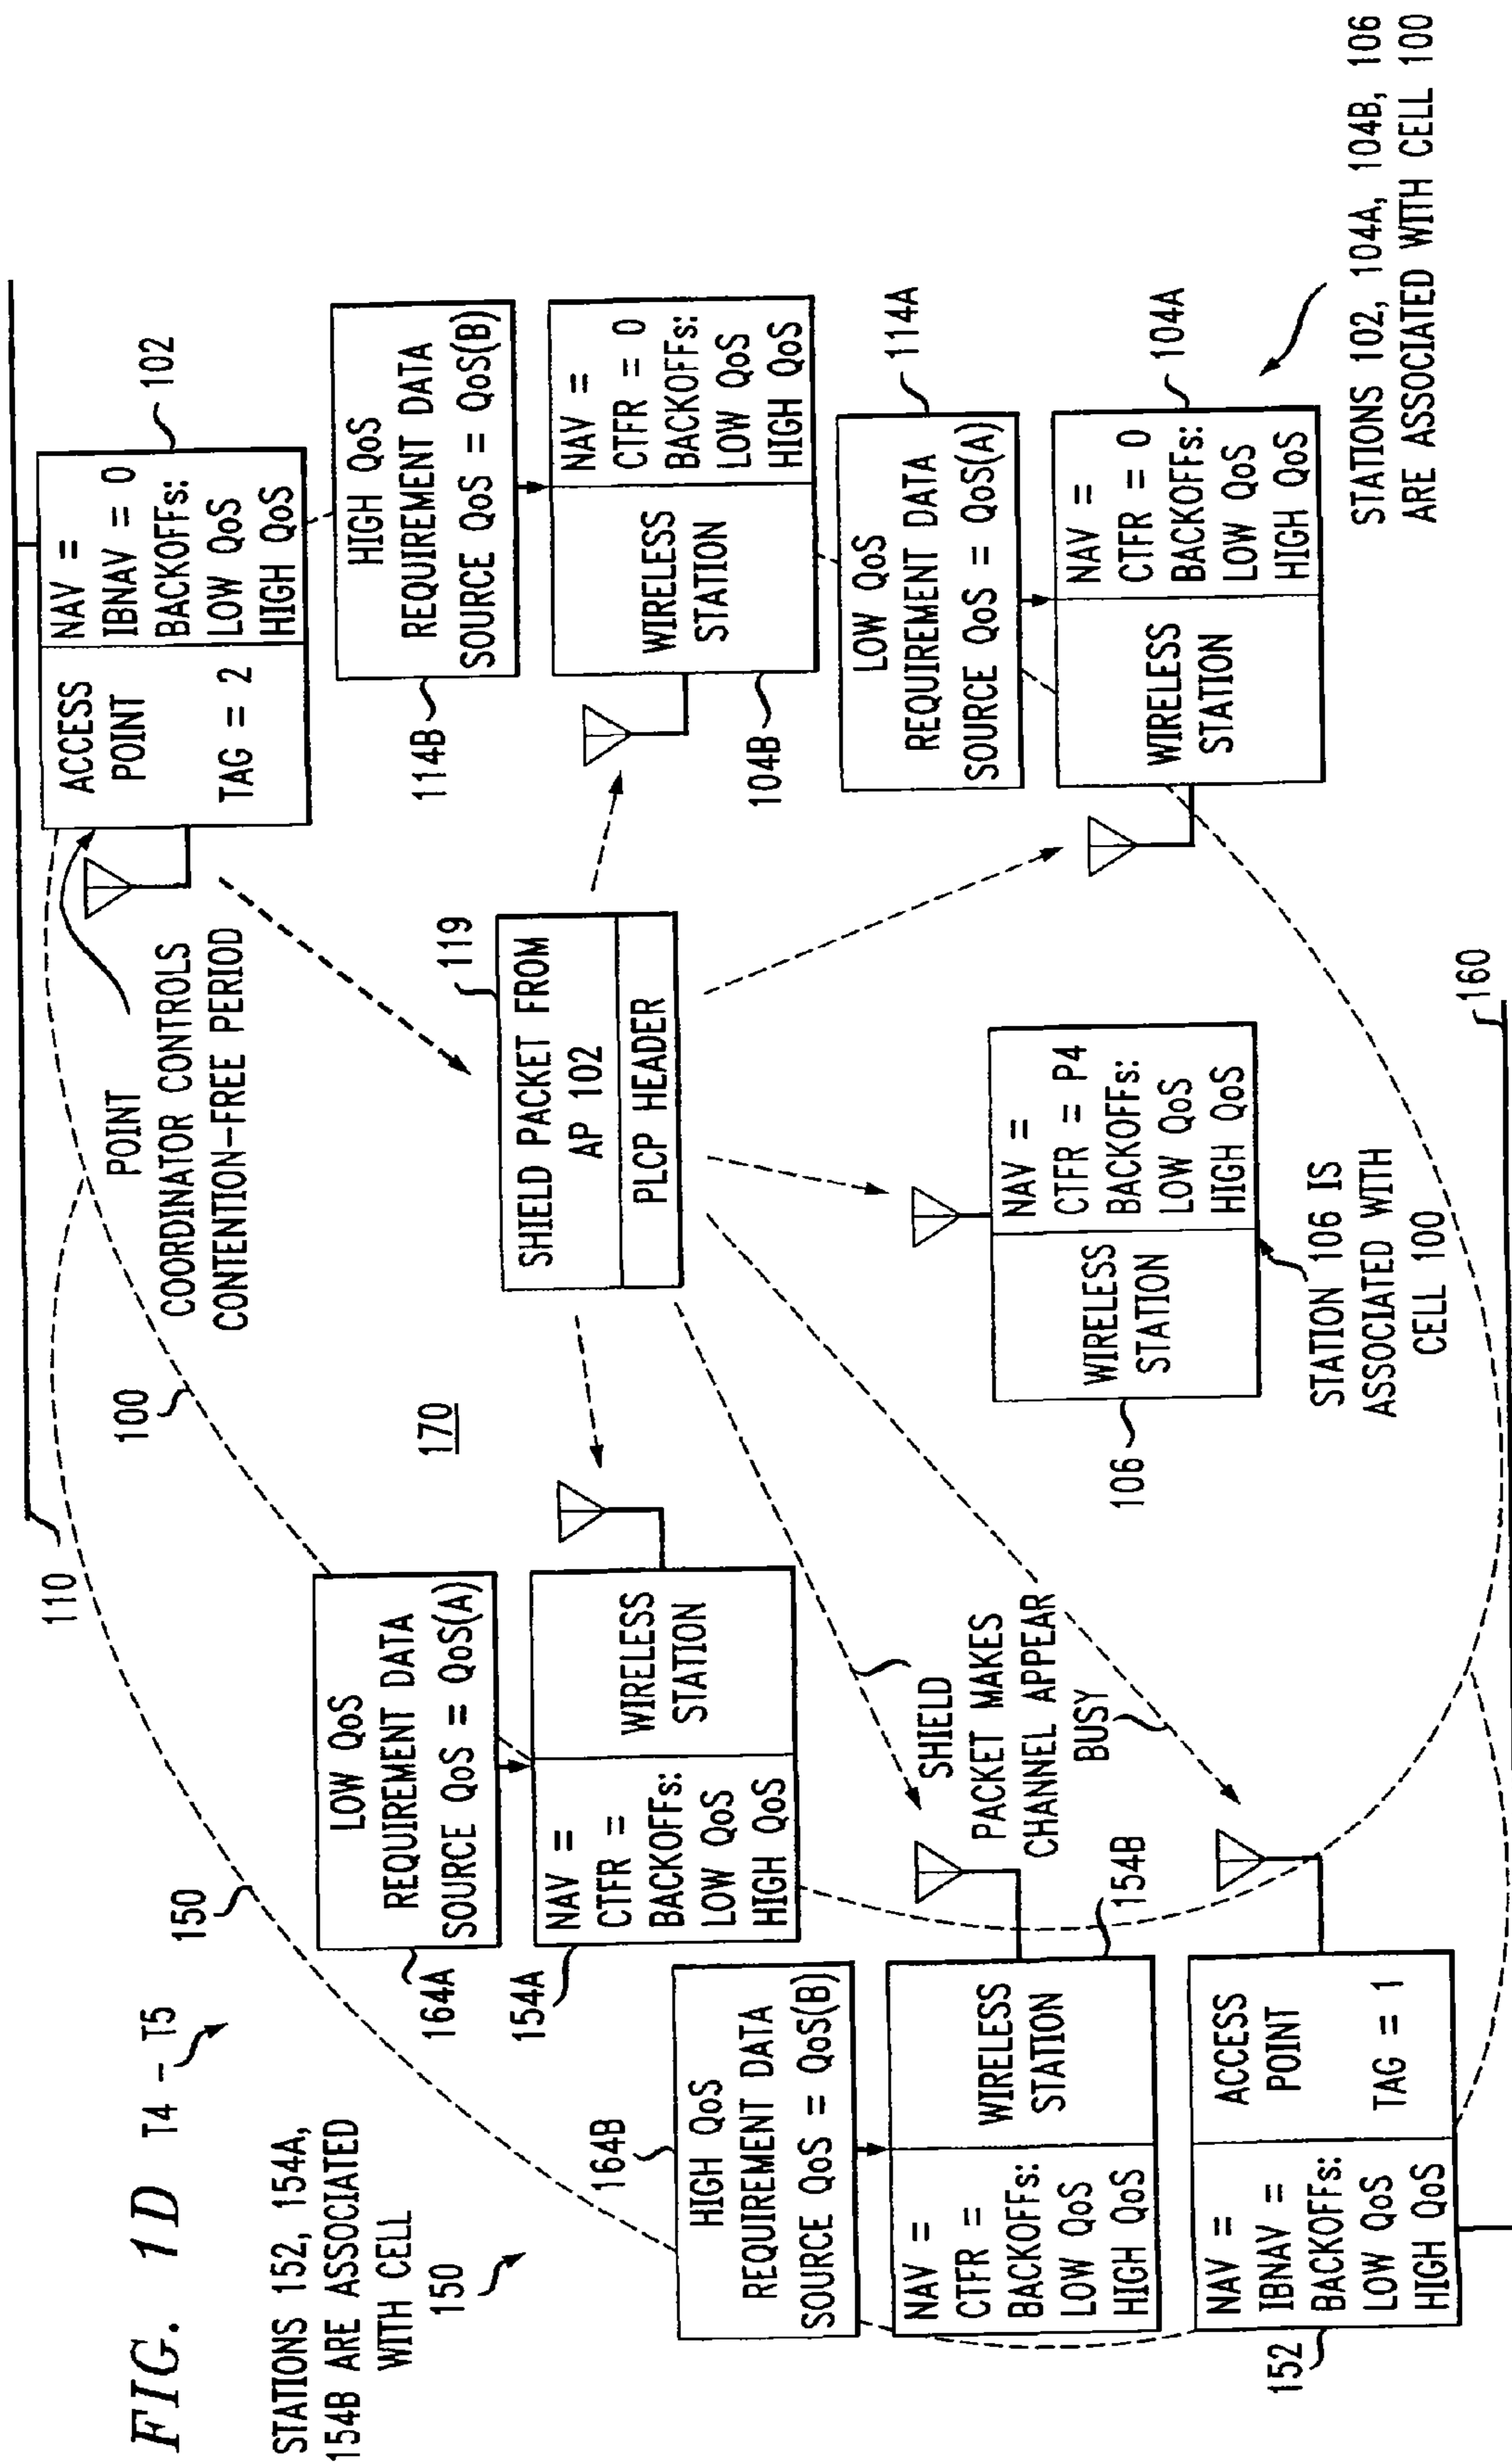 FIG. 1D T4 - T5
STATIONS 152, 154A,
154B ARE ASSOCIATED
WITH CELL
150
150
110
100
170
POINT
COORDINATOR CONTROLS
CONTENTION-FREE PERIOD
ACCESS
POINT
TAG = 2
NAV =
IBNAV = 0
BACKOFFs:
LOW QoS
HIGH QoS
102
164A
LOW QoS
REQUIREMENT DATA
SOURCE QoS = QoS(A)
154A
NAV =
CTFR =
BACKOFFs:
LOW QoS
HIGH QoS
WIRELESS
STATION
119
SHIELD PACKET FROM
AP 102
PLCP HEADER
114B
HIGH QoS
REQUIREMENT DATA
SOURCE QoS = QoS(B)
104B
WIRELESS
STATION
NAV =
CTFR = 0
BACKOFFs:
LOW QoS
HIGH QoS
164B
HIGH QoS
REQUIREMENT DATA
SOURCE QoS = QoS(B)
NAV =
CTFR =
BACKOFFs:
LOW QoS
HIGH QoS
WIRELESS
STATION
154B
SHIELD
PACKET MAKES
CHANNEL APPEAR
BUSY
106
WIRELESS
STATION
NAV =
CTFR = P4
BACKOFFs:
LOW QoS
HIGH QoS
STATION 106 IS
ASSOCIATED WITH
CELL 100
LOW QoS
REQUIREMENT DATA
SOURCE QoS = QoS(A)
114A
WIRELESS
STATION
NAV =
CTFR = 0
BACKOFFs:
LOW QoS
HIGH QoS
104A
152
NAV =
IBNAV =
BACKOFFs:
LOW QoS
HIGH QoS
ACCESS
POINT
TAG = 1
160
STATIONS 102, 104A, 104B, 106
ARE ASSOCIATED WITH CELL 100